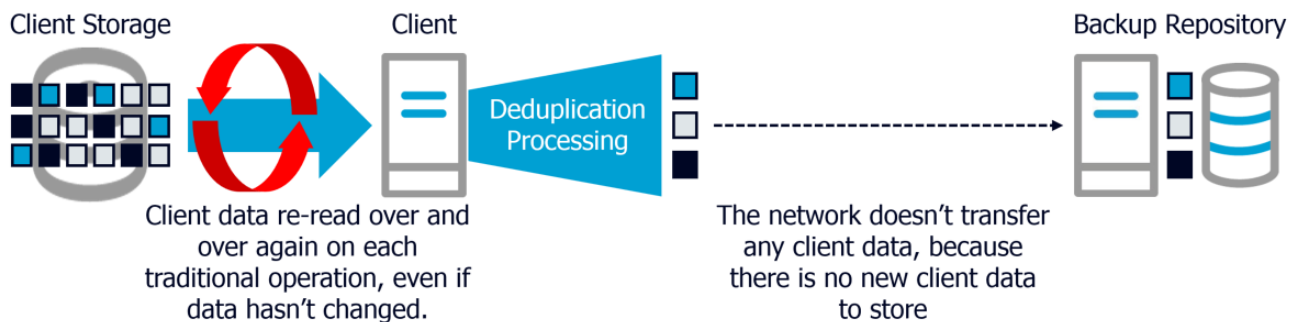 Client Storage
Client
Backup Repository
Deduplication
Processing
Client data re-read over and
over again on each
traditional operation, even if
data hasn’t changed.
The network doesn’t transfer
any client data, because
there is no new client data
to store